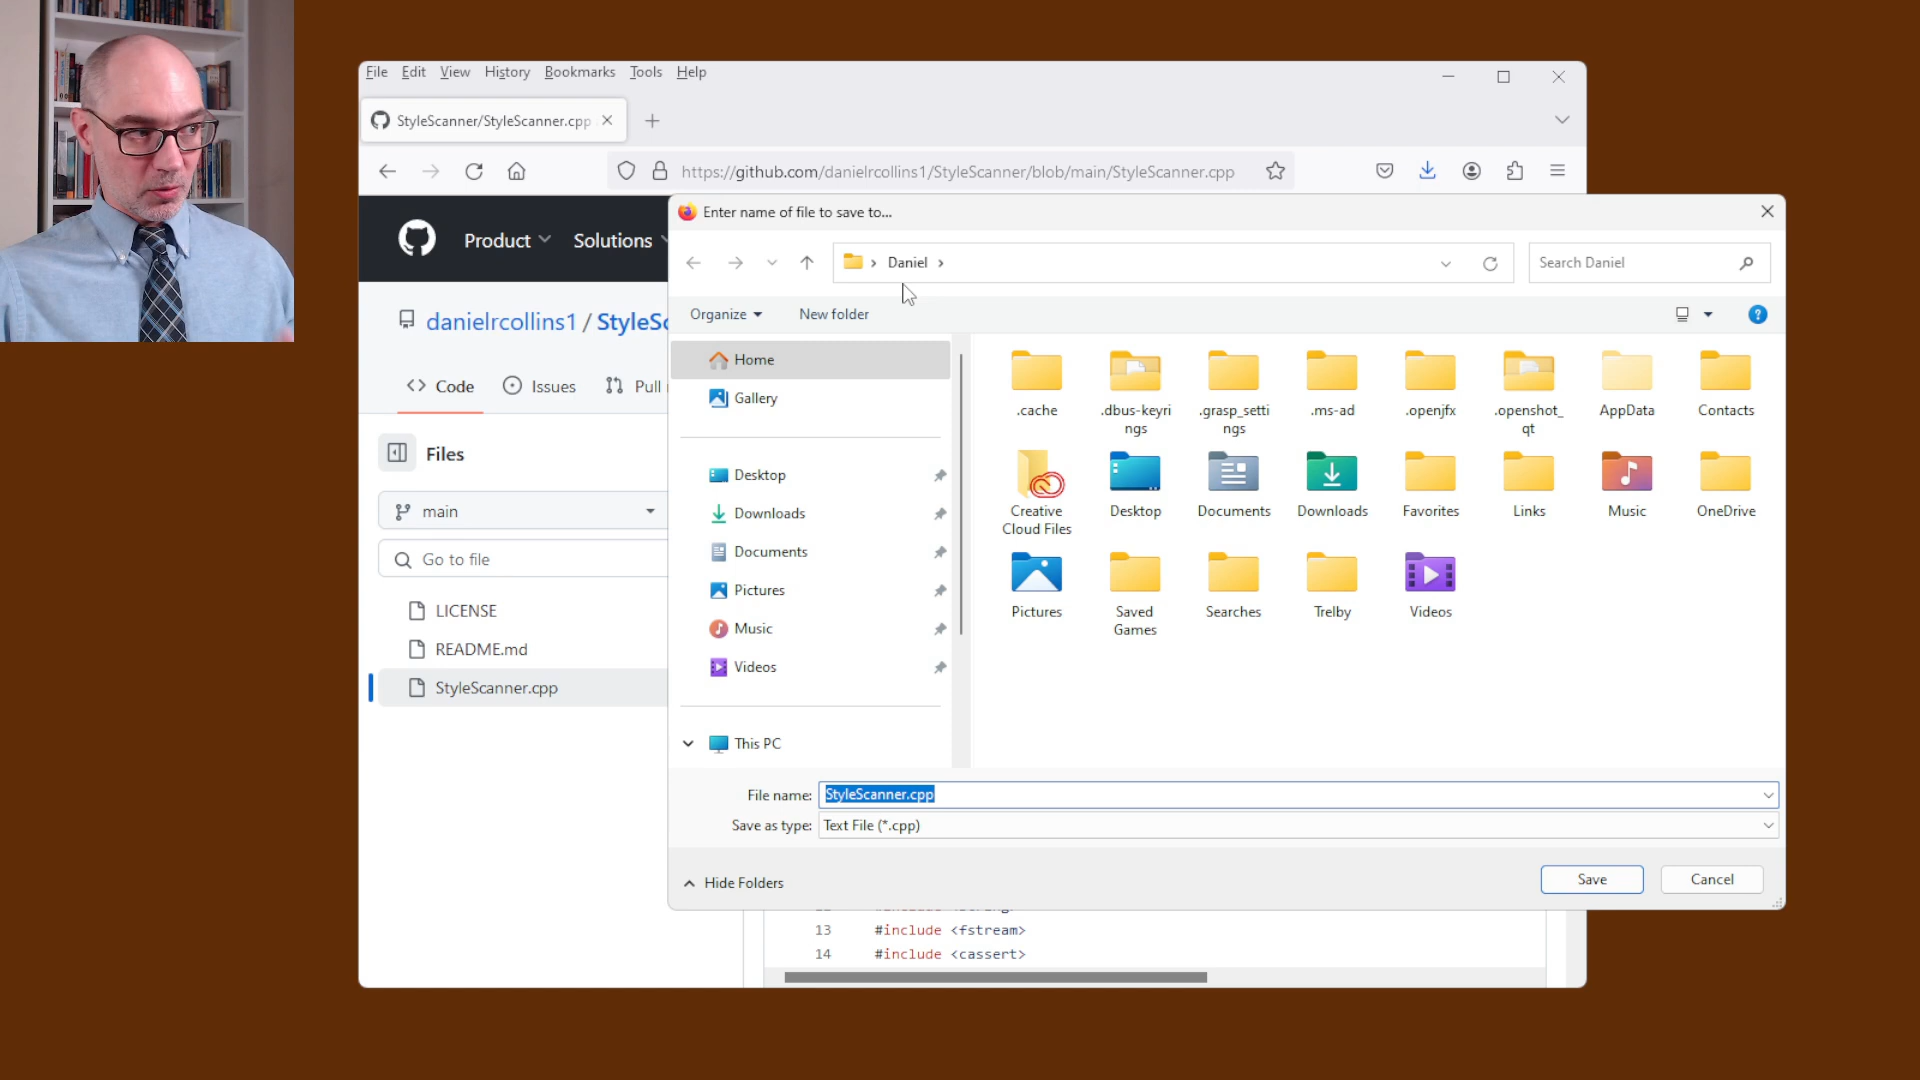 File Edit View History Bookmarks Tools Help
StyleScanner/StyleScanner.cpp
https://github.com/danielrcollins1/StyleScanner/blob/main/StyleScanner.cpp
Product Solutions
danielrcollins1 / StyleSc
Code Issues Pull
Files
main
Go to file
LICENSE
README.md
StyleScanner.cpp
Enter name of file to save to...
Daniel
Search Daniel
Organize New folder
Home
Gallery
Desktop
Downloads
Documents
Pictures
Music
Videos
This PC
.cache
.dbus-keyri
ngs
.grasp_setti
ngs
.ms-ad
.openjfx
.openshot_
qt
AppData
Contacts
Creative
Cloud Files
Desktop
Documents
Downloads
Favorites
Links
Music
OneDrive
Pictures
Saved
Games
Searches
Trelby
Videos
File name: StyleScanner.cpp
Save as type: Text File (*.cpp)
Hide Folders
Save
Cancel
13 #include <fstream>
14 #include <cassert>